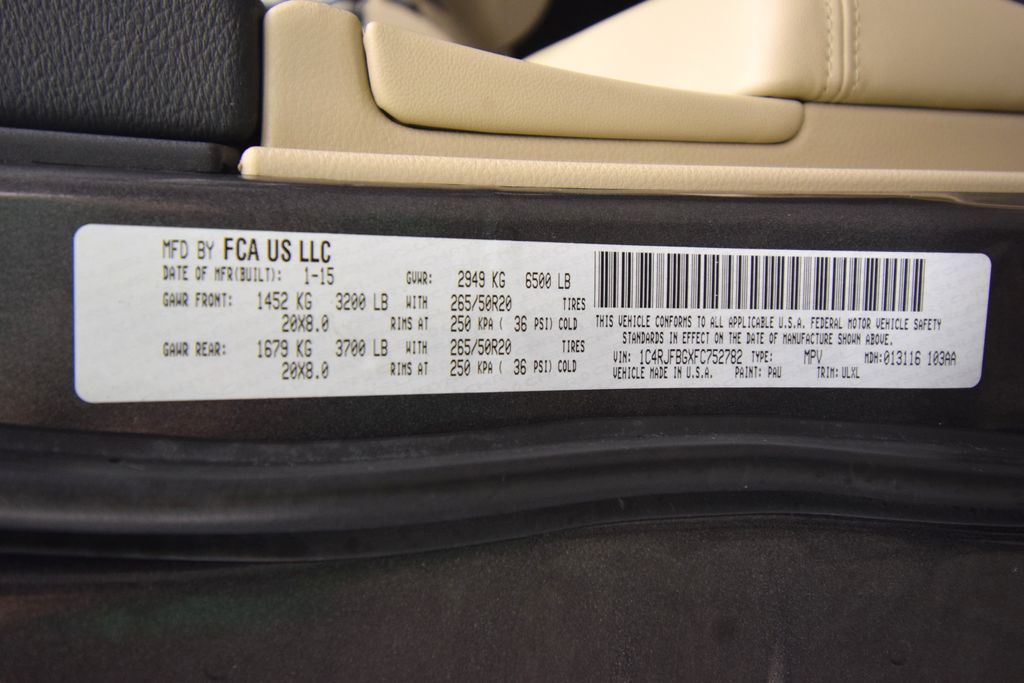 MFD BY FCA US LLC
DATE OF MFR(BUILT): 1-15 GVWR: 2949 KG 6500 LB
GAWR FRONT: 1452 KG 3200 LB WITH 265/50R20 TIRES
20X8.0 RIMS AT 250 KPA ( 36 PSI) COLD
GAWR REAR: 1679 KG 3700 LB WITH 265/50R20 TIRES
20X8.0 RIMS AT 250 KPA ( 36 PSI) COLD
THIS VEHICLE CONFORMS TO ALL APPLICABLE U.S.A. FEDERAL MOTOR VEHICLE SAFETY
STANDARDS IN EFFECT ON THE DATE OF MANUFACTURE SHOWN ABOVE.
VIN: 1C4RJFBGXFC752782 TYPE: MPV MDH:013116 103AA
VEHICLE MADE IN U.S.A. PAINT: PAU TRIM: ULXL